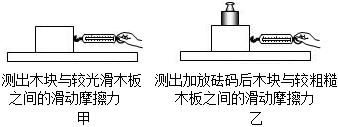 测出木块与较光滑木板
之间的滑动摩擦力
甲
测出加放砝码后木块与较粗糙
木板之间的滑动摩擦力
乙